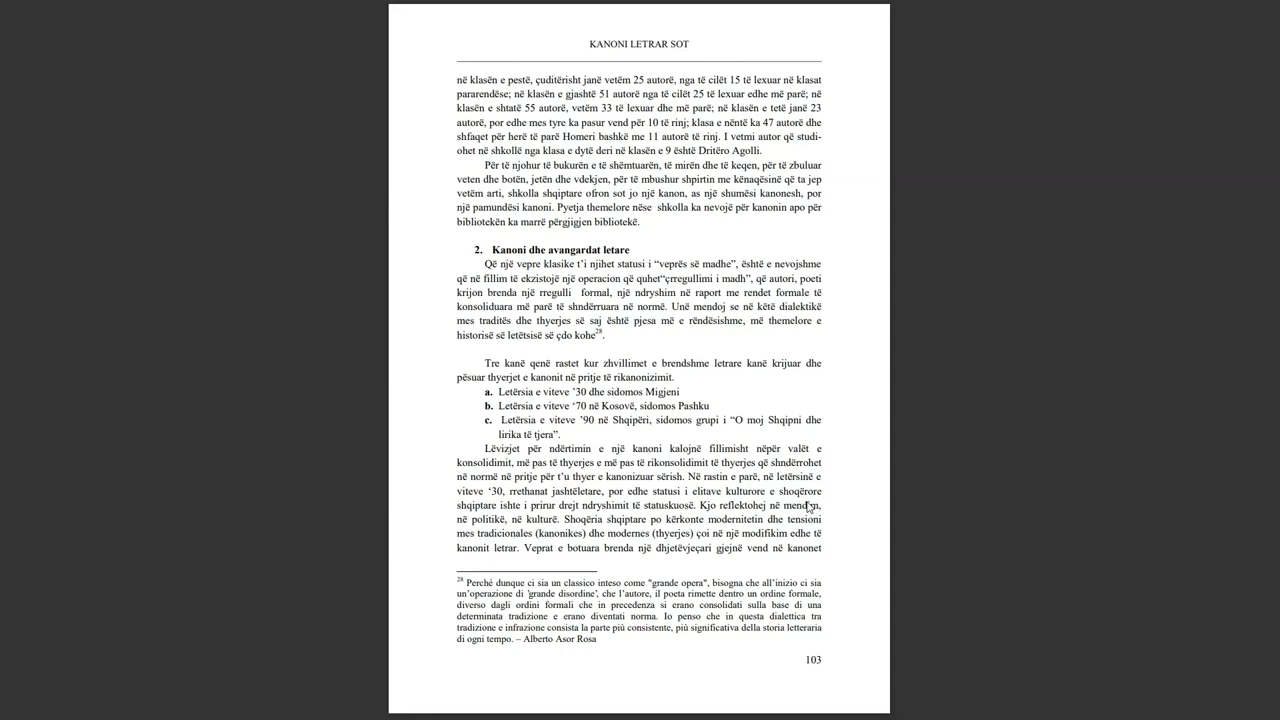 KANONI LETRAR SOT
në klasën e pestë, çuditërisht janë vetëm 25 autorë, nga të cilët 15 të lexuar në klasat
pararendëse; në klasën e gjashtë 51 autorë nga të cilët 25 të lexuar edhe më parë; në
klasën e shtatë 55 autorë, vetëm 33 të lexuar dhe më parë; në klasën e tetë janë 23
autorë, por edhe mes tyre ka pasur vend për 10 të rinj; klasa e nëntë ka 47 autorë dhe
shfaqet për herë të parë Homeri bashkë me 11 autorë të rinj. I vetmi autor që studi-
ohet në shkollë nga klasa e dytë deri në klasën e 9 është Dritëro Agolli.
Për të njohur të bukurën e të shëmtuarën, të mirën dhe të keqen, për të zbuluar
veten dhe botën, jetën dhe vdekjen, për të mbushur shpirtin me kënaqësinë që ta jep
vetëm arti, shkolla shqiptare ofron sot jo një kanon, as një shumësi kanonesh, por
një pamundësi kanoni. Pyetja themelore nëse shkolla ka nevojë për kanonin apo për
bibliotekën ka marrë përgjigjen bibliotekë.
2. Kanoni dhe avangardat letare
Që një vepre klasike t’i njihet statusi i “veprës së madhe”, është e nevojshme
që në fillim të ekzistojë një operacion që quhet“çrregullimi i madh”, që autori, poeti
krijon brenda një rregulli formal, një ndryshim në raport me rendet formale të
konsoliduara më parë të shndërruara në normë. Unë mendoj se në këtë dialektikë
mes traditës dhe thyerjes së saj është pjesa më e rëndësishme, më themelore e
historisë së letëtsisë së çdo kohe28.
Tre kanë qenë rastet kur zhvillimet e brendshme letrare kanë krijuar dhe
pësuar thyerjet e kanonit në pritje të rikanonizimit.
a. Letërsia e viteve ’30 dhe sidomos Migjeni
b. Letërsia e viteve ‘70 në Kosovë, sidomos Pashku
c. Letërsia e viteve ’90 në Shqipëri, sidomos grupi i “O moj Shqipni dhe
lirika të tjera”.
Lëvizjet për ndërtimin e një kanoni kalojnë fillimisht nëpër valët e
konsolidimit, më pas të thyerjes e më pas të rikonsolidimit të thyerjes që shndërrohet
në normë në pritje për t’u thyer e kanonizuar sërish. Në rastin e parë, në letërsinë e
viteve ‘30, rrethanat jashtëletare, por edhe statusi i elitave kulturore e shoqërore
shqiptare ishte i prirur drejt ndryshimit të statuskuosë. Kjo reflektohej në mendim,
në politikë, në kulturë. Shoqëria shqiptare po kërkonte modernitetin dhe tensioni
mes tradicionales (kanonikes) dhe modernes (thyerjes) çoi në një modifikim edhe të
kanonit letrar. Veprat e botuara brenda një dhjetëvjeçari gjejnë vend në kanonet
28 Perché dunque ci sia un classico inteso come "grande opera", bisogna che all’inizio ci sia
un’operazione di 'grande disordine’, che l’autore, il poeta rimette dentro un ordine formale,
diverso dagli ordini formali che in precedenza si erano consolidati sulla base di una
determinata tradizione e erano diventati norma. Io penso che in questa dialettica tra
tradizione e infrazione consista la parte più consistente, più significativa della storia letteraria
di ogni tempo. – Alberto Asor Rosa
103